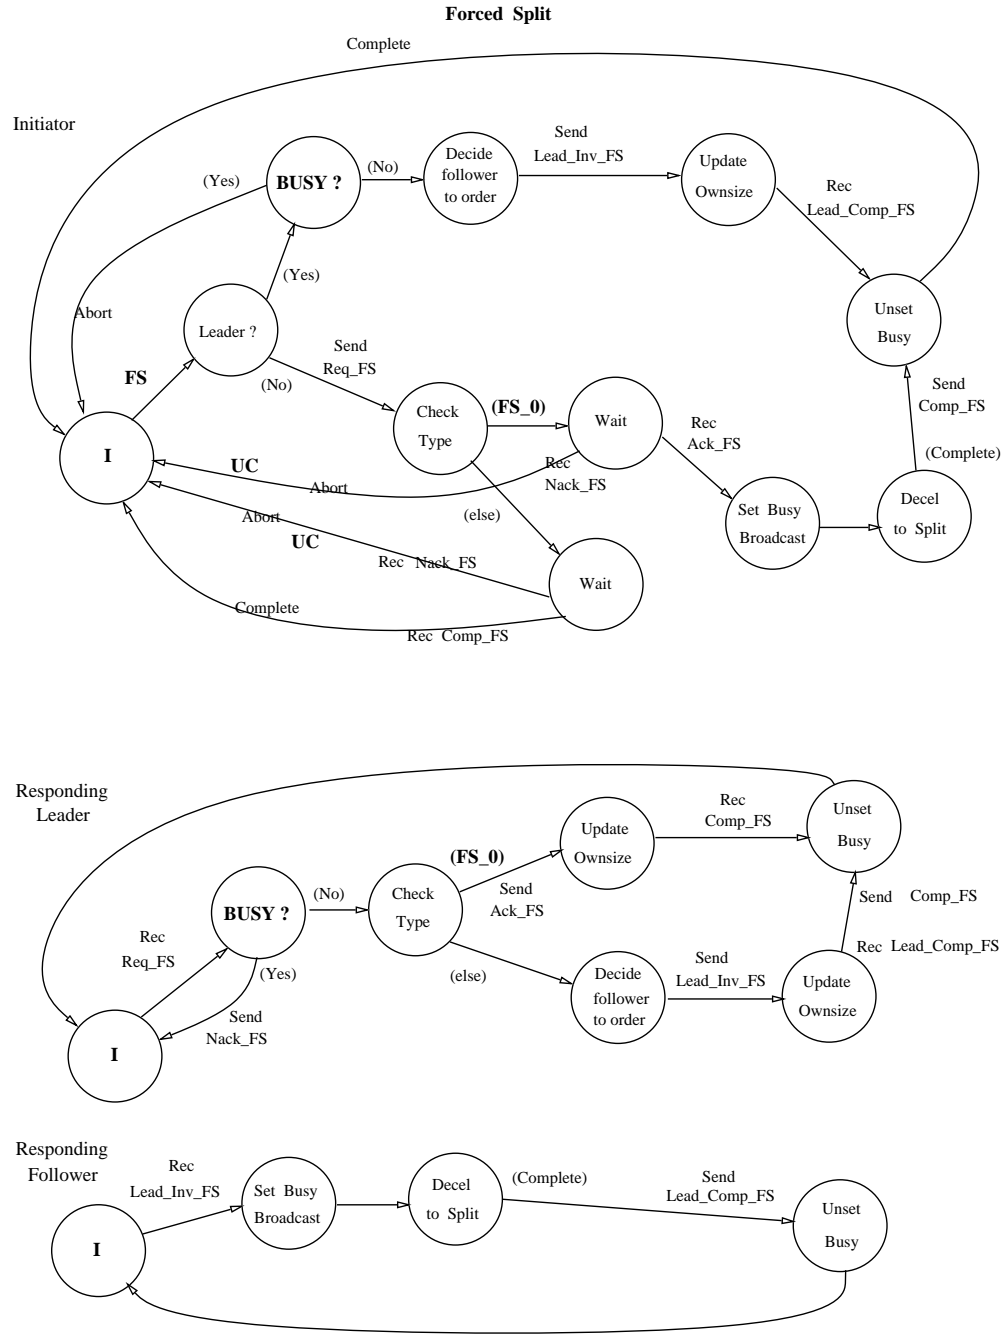 Forced Split
Complete
Initiator
BUSY ?
(Yes)
(No)
Decide
follower
to order
Send
Lead_Inv_FS
Update
Ownsize
Rec
Lead_Comp_FS
(Yes)
Abort
Leader ?
Unset
Busy
FS
(No)
Send
Req_FS
Check
Type
(FS_0)
Wait
Rec
Ack_FS
Send
Comp_FS
(Complete)
I
UC
Abort
Rec
Nack_FS
Set Busy
Broadcast
Decel
to Split
(else)
Abort
UC
Rec Nack_FS
Wait
Complete
Rec Comp_FS
Responding
Leader
Unset
Busy
Rec
Comp_FS
Update
Ownsize
(FS_0)
Send
Ack_FS
BUSY ?
(No)
Check
Type
Send Comp_FS
Rec
Req_FS
(Yes)
(else)
Decide
follower
to order
Send
Lead_Inv_FS
Update
Ownsize
Rec Lead_Comp_FS
Send
Nack_FS
I
Responding
Follower
Rec
Lead_Inv_FS
Set Busy
Broadcast
Decel
to Split
(Complete)
Send
Lead_Comp_FS
Unset
Busy
I